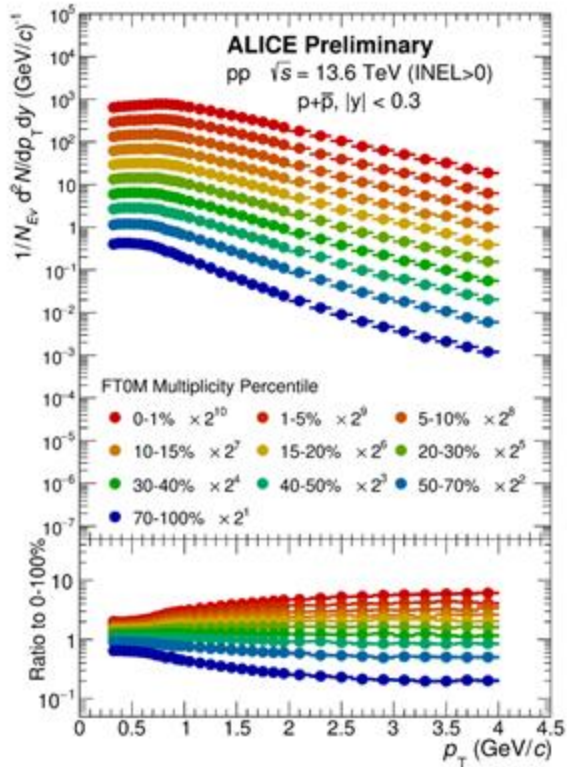 10⁵
10⁴
10³
10²
10
1
10⁻¹
10⁻²
10⁻³
10⁻⁴
10⁻⁵
10⁻⁶
10⁻⁷
1/N_Ev d²N/dp_T dy (GeV/c)⁻¹
ALICE Preliminary
pp √s = 13.6 TeV (INEL>0)
p+p̅, |y| < 0.3
FT0M Multiplicity Percentile
0-1% ×2¹⁰ 1-5% ×2⁹ 5-10% ×2⁸
10-15% ×2⁷ 15-20% ×2⁶ 20-30% ×2⁵
30-40% ×2⁴ 40-50% ×2³ 50-70% ×2²
70-100% ×2¹
Ratio to 0-100%
10
1
10⁻¹
0 0.5 1 1.5 2 2.5 3 3.5 4 4.5
p_T (GeV/c)